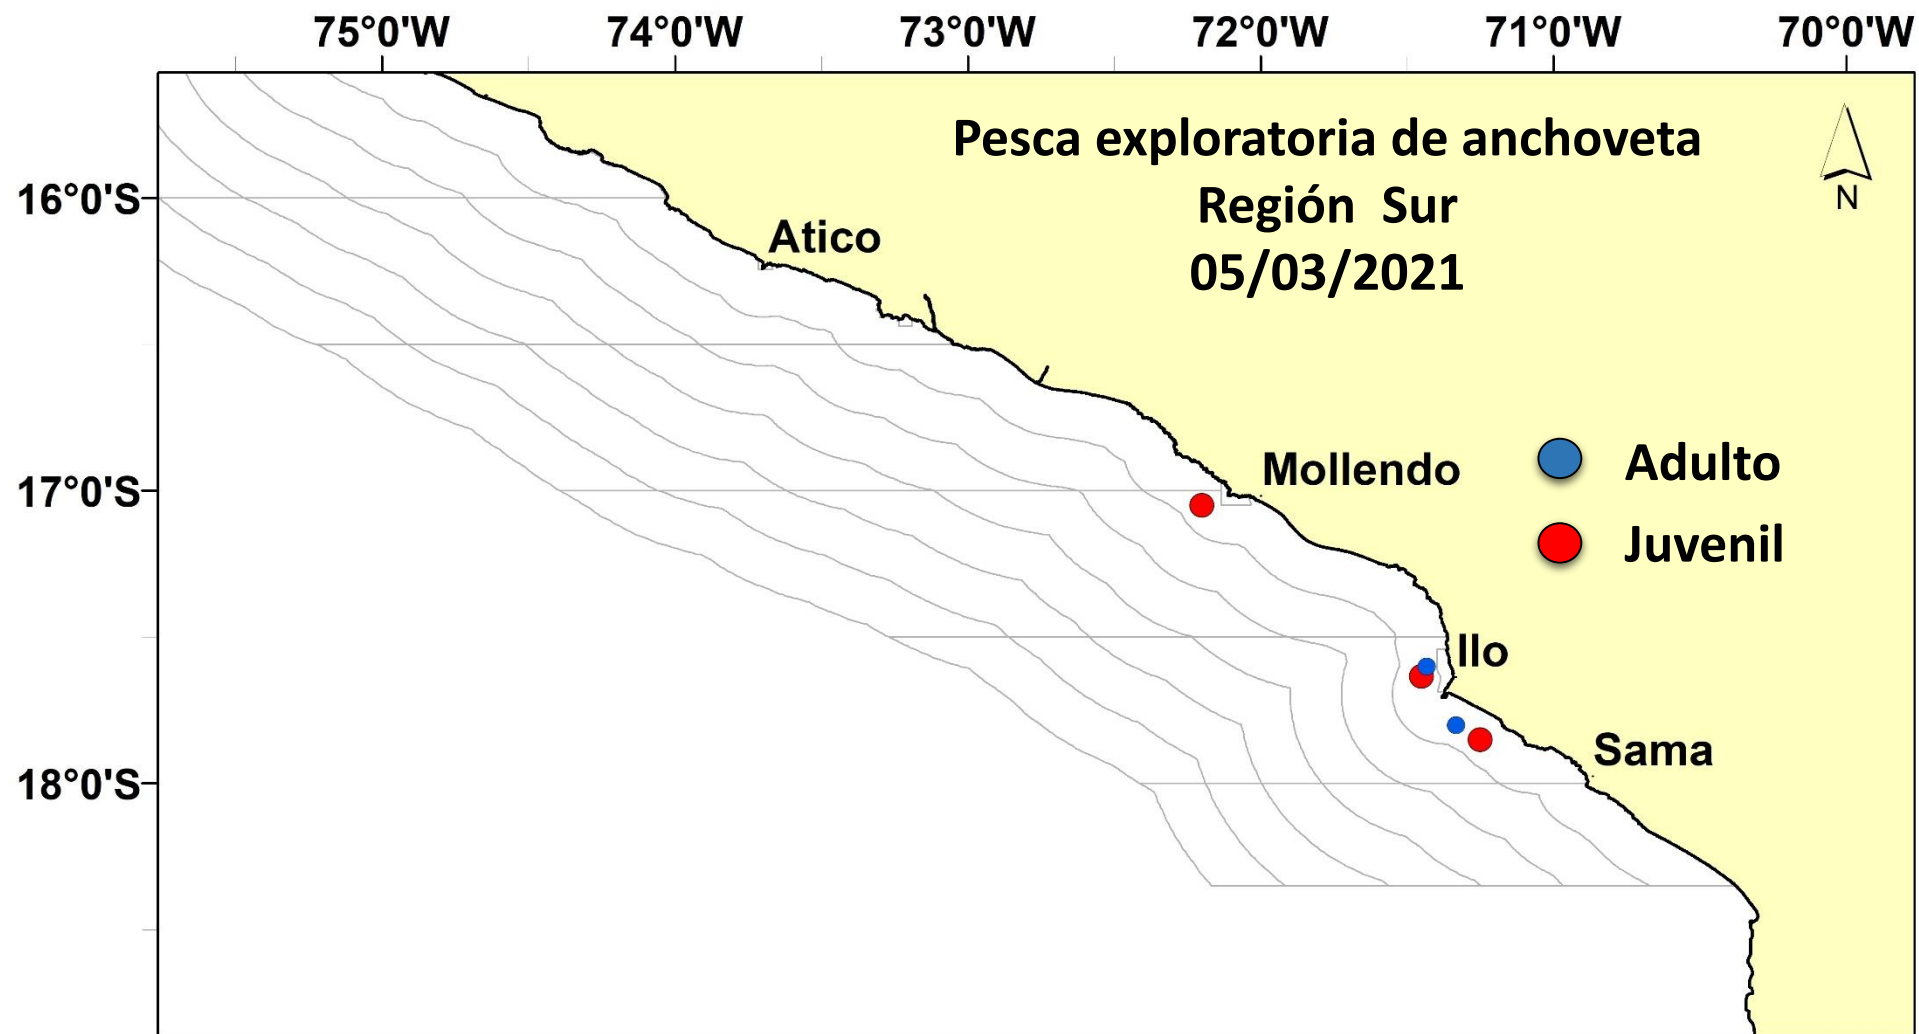 75°0'W 74°0'W 73°0'W 72°0'W 71°0'W 70°0'W
Pesca exploratoria de anchoveta
Región Sur
05/03/2021
N
16°0'S
Atico
17°0'S
Mollendo
Adulto
Juvenil
Ilo
Sama
18°0'S